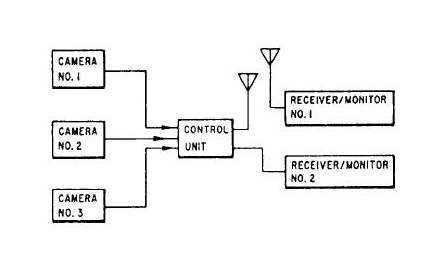 CAMERA
NO. 1
CAMERA
NO. 2
CAMERA
NO. 3
CONTROL
UNIT
RECEIVER/MONITOR
NO. 1
RECEIVER/MONITOR
NO. 2